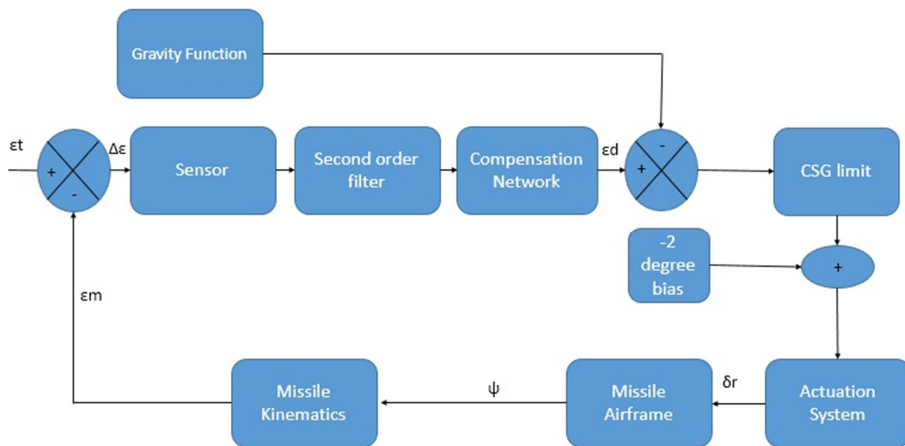 Gravity Function
-
εt
+
-
Δε
Sensor
Second order
filter
Compensation
Network
εd
+
CSG limit
-2
degree
bias
+
εm
Missile
Kinematics
ψ
Missile
Airframe
δr
Actuation
System